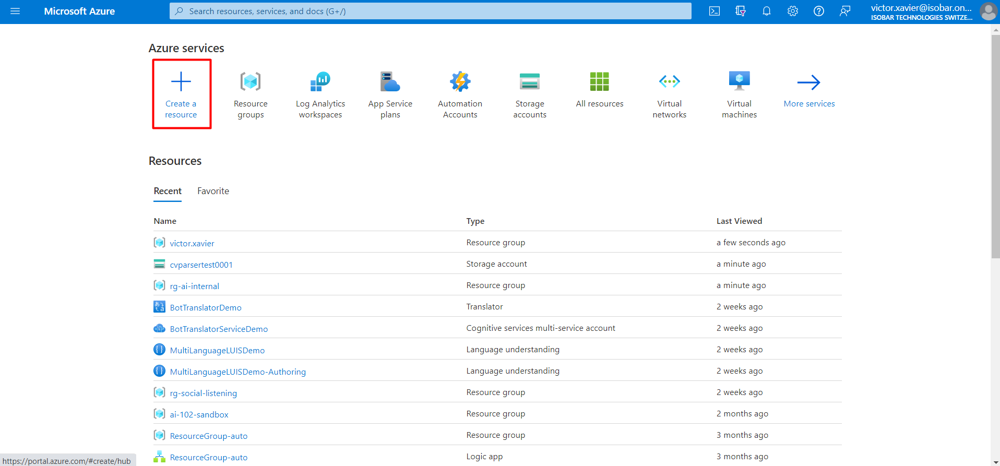 Microsoft Azure
Search resources, services, and docs (G+/)
victor.xavier@isobar.on...
ISOBAR TECHNOLOGIES SWITZE...
Azure services
Create a resource
Resource groups
Log Analytics workspaces
App Service plans
Automation Accounts
Storage accounts
All resources
Virtual networks
Virtual machines
More services
Resources
Recent Favorite
Name Type Last Viewed
victor.xavier Resource group a few seconds ago
cvparsertest0001 Storage account a minute ago
rg-ai-internal Resource group a minute ago
BotTranslatorDemo Translator 2 weeks ago
BotTranslatorServiceDemo Cognitive services multi-service account 2 weeks ago
MultiLanguageLUISDemo Language understanding 2 weeks ago
MultiLanguageLUISDemo-Authoring Language understanding 2 weeks ago
rg-social-listening Resource group 2 weeks ago
ai-102-sandbox Resource group 2 months ago
ResourceGroup-auto Resource group 3 months ago
ResourceGroup-auto Logic app 3 months ago
https://portal.azure.com/#create/hub